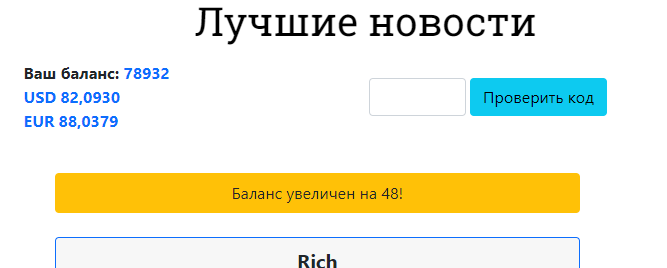 Лучшие новости
Ваш баланс: 78932
USD 82,0930
EUR 88,0379
Проверить код
Баланс увеличен на 48!
Rich